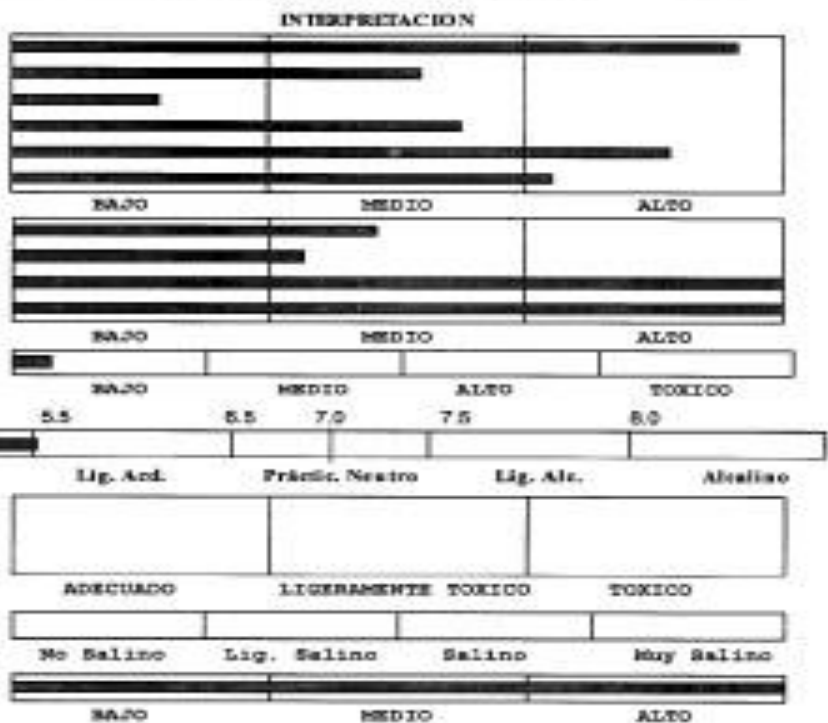 INTERPRETACION
BAJO MEDIO ALTO
BAJO MEDIO ALTO
BAJO MEDIO ALTO TOXICO
5.5 6.5 7.0 7.5 8.0
Lig. Acd. Práctic. Neutro Lig. Alc. Alcalino
ADECUADO LIGERAMENTE TOXICO TOXICO
No Salino Lig. Salino Salino Muy Salino
BAJO MEDIO ALTO